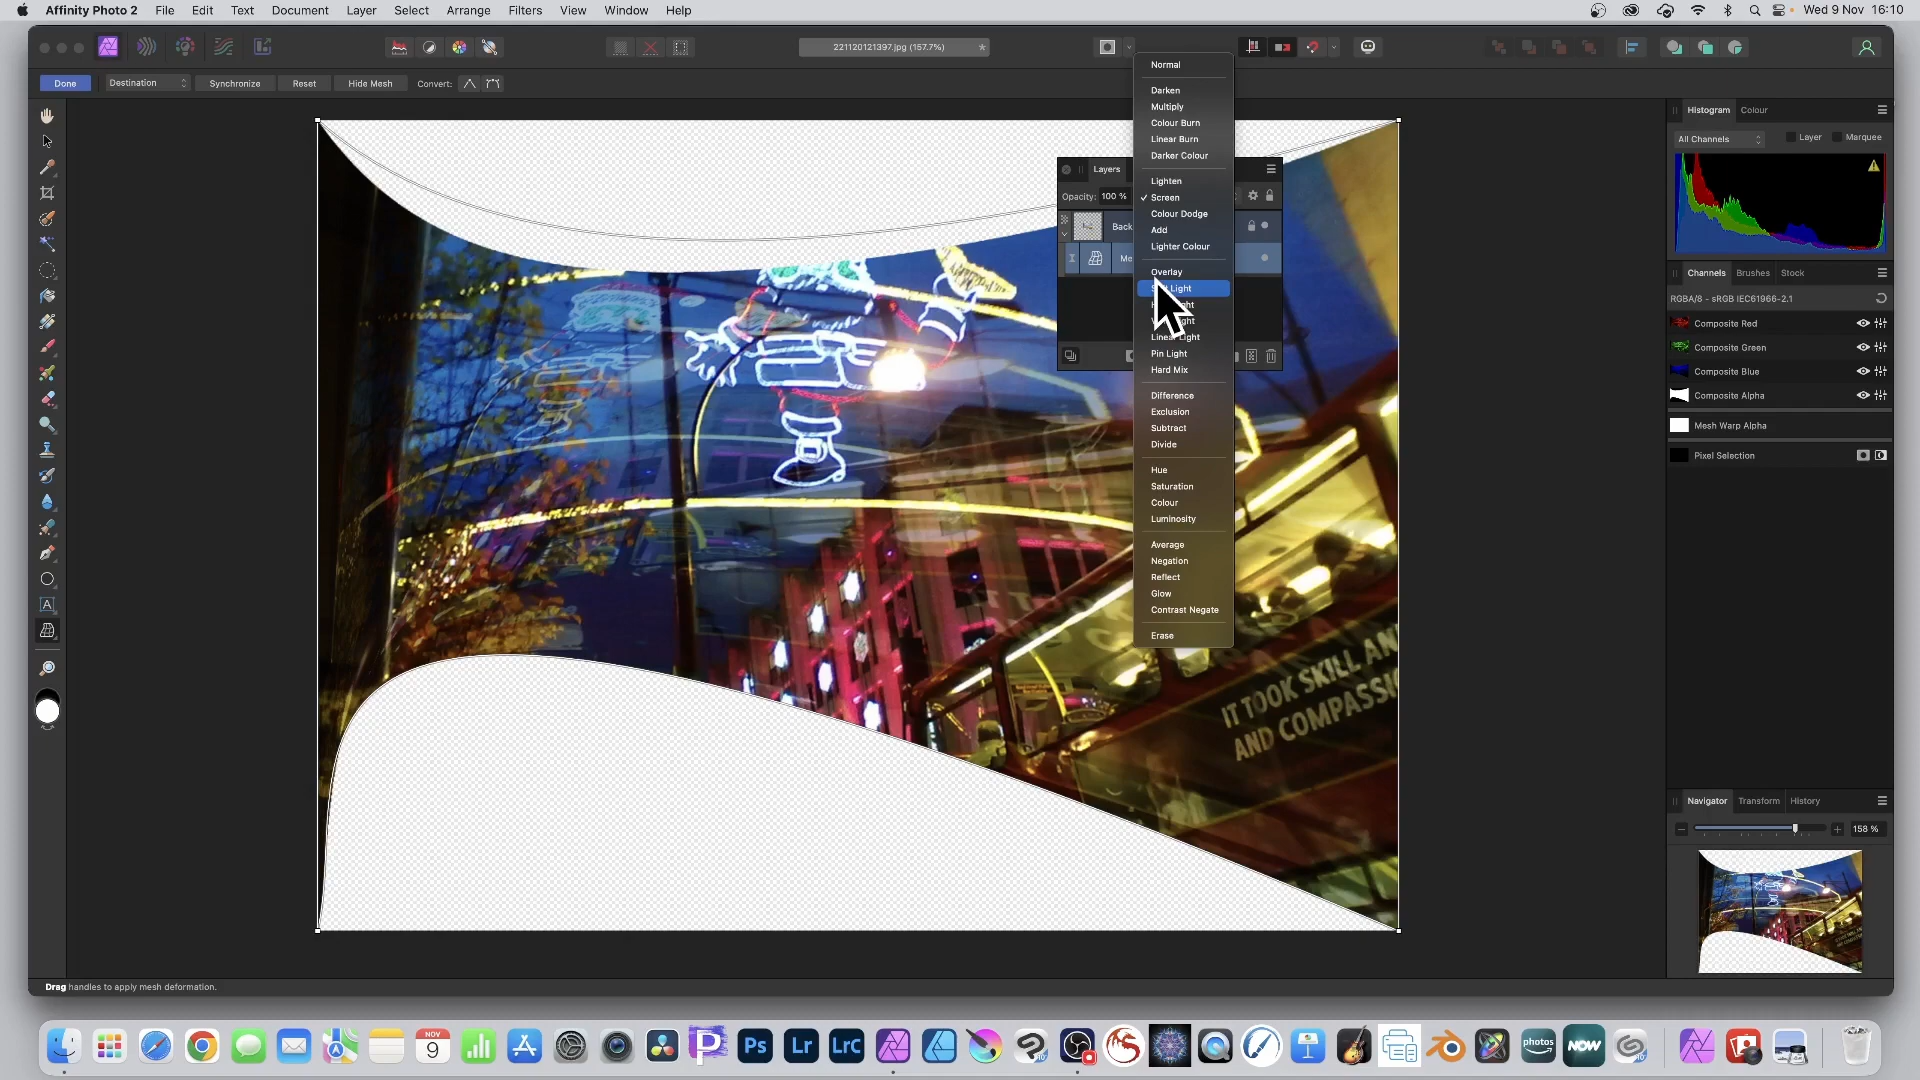 Affinity Photo 2 File Edit Text Document Layer Select Arrange Filters View Window Help Wed 9 Nov 16:10
221120121397.jpg (157.7%)
Done Destination Synchronize Reset Hide Mesh Convert:
Normal
Darken
Multiply
Colour Burn
Linear Burn
Darker Colour
Lighten
Screen
Colour Dodge
Add
Lighter Colour
Overlay
Light
Linear Light
Pin Light
Hard Mix
Difference
Exclusion
Subtract
Divide
Hue
Saturation
Colour
Luminosity
Average
Negation
Reflect
Glow
Contrast Negate
Erase
Layers
Opacity: 100 %
Back
Me
IT TOOK SKILL AN
AND COMPASSI
Histogram Colour
All Channels Layer Marquee
Channels Brushes Stock
RGBA/8 - sRGB IEC61966-2.1
Composite Red
Composite Green
Composite Blue
Composite Alpha
Mesh Warp Alpha
Pixel Selection
Navigator Transform History
158 %
Drag handles to apply mesh deformation.
NOV
9
Ps Lr LrC
photos
NOW